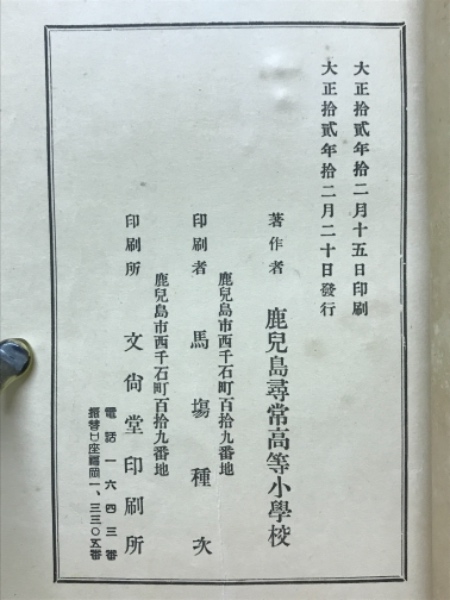 大正拾貳年拾二月十五日印刷
大正拾貳年拾二月二十日發行
著作者 鹿兒島尋常高等小學校
鹿兒島市西千石町百拾九番地
印刷者 馬場種次
鹿兒島市西千石町百拾九番地
印刷所 文尙堂印刷所
電話一六四三番
振替口座福岡一、三三〇五番